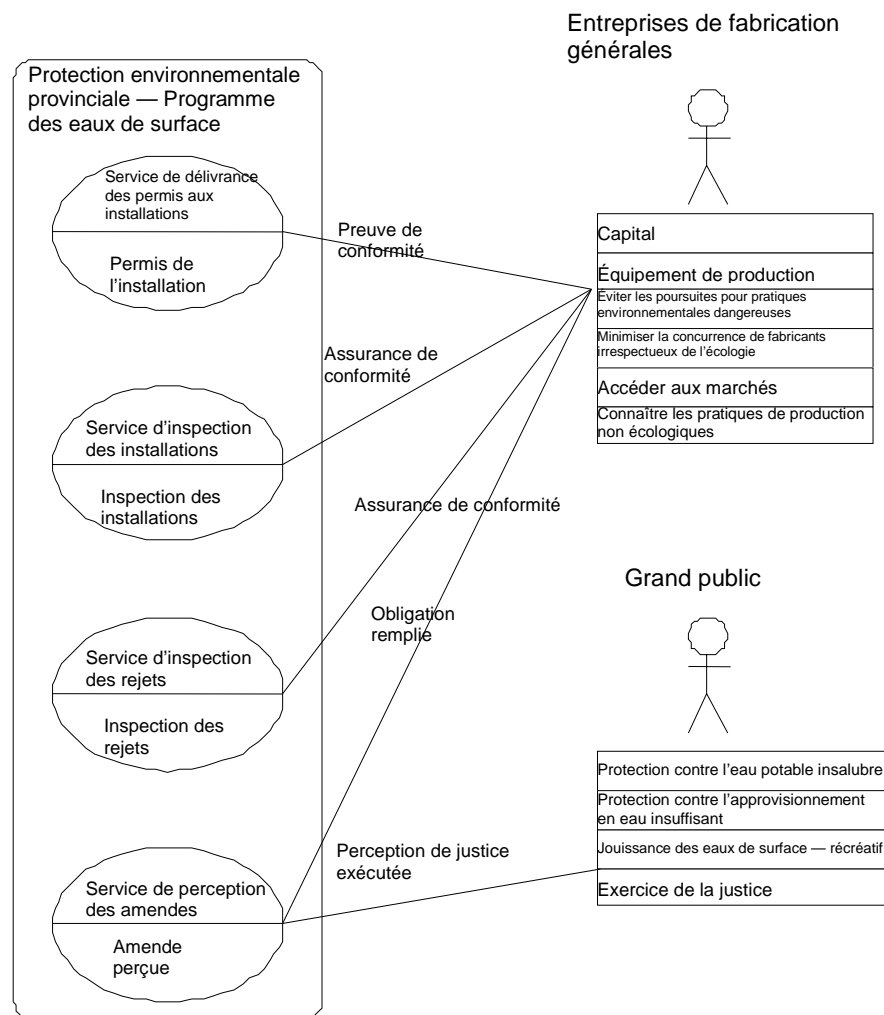 Entreprises de fabrication
générales
Protection environnementale
provinciale — Programme
des eaux de surface
Service de délivrance
des permis aux
installations
Permis de
l’installation
Preuve de
conformité
Capital
Équipement de production
Éviter les poursuites pour pratiques
environnementales dangereuses
Minimiser la concurrence de fabricants
irrespectueux de l’écologie
Accéder aux marchés
Connaître les pratiques de production
non écologiques
Assurance de
conformité
Service d’inspection
des installations
Inspection des
installations
Assurance de conformité
Grand public
Obligation
remplie
Service d’inspection
des rejets
Inspection des
rejets
Protection contre l’eau potable insalubre
Protection contre l’approvisionnement
en eau insuffisant
Jouissance des eaux de surface — récréatif
Exercice de la justice
Perception de justice
exécutée
Service de perception
des amendes
Amende
perçue